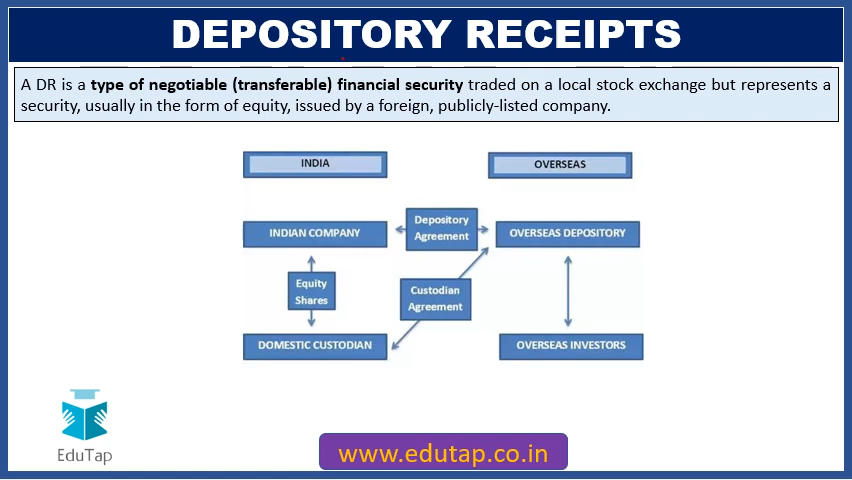 DEPOSITORY RECEIPTS
A DR is a type of negotiable (transferable) financial security traded on a local stock exchange but represents a
security, usually in the form of equity, issued by a foreign, publicly-listed company.
INDIA
OVERSEAS
INDIAN COMPANY
Depository
Agreement
OVERSEAS DEPOSITORY
Equity
Shares
Custodian
Agreement
DOMESTIC CUSTODIAN
OVERSEAS INVESTORS
EduTap
www.edutap.co.in